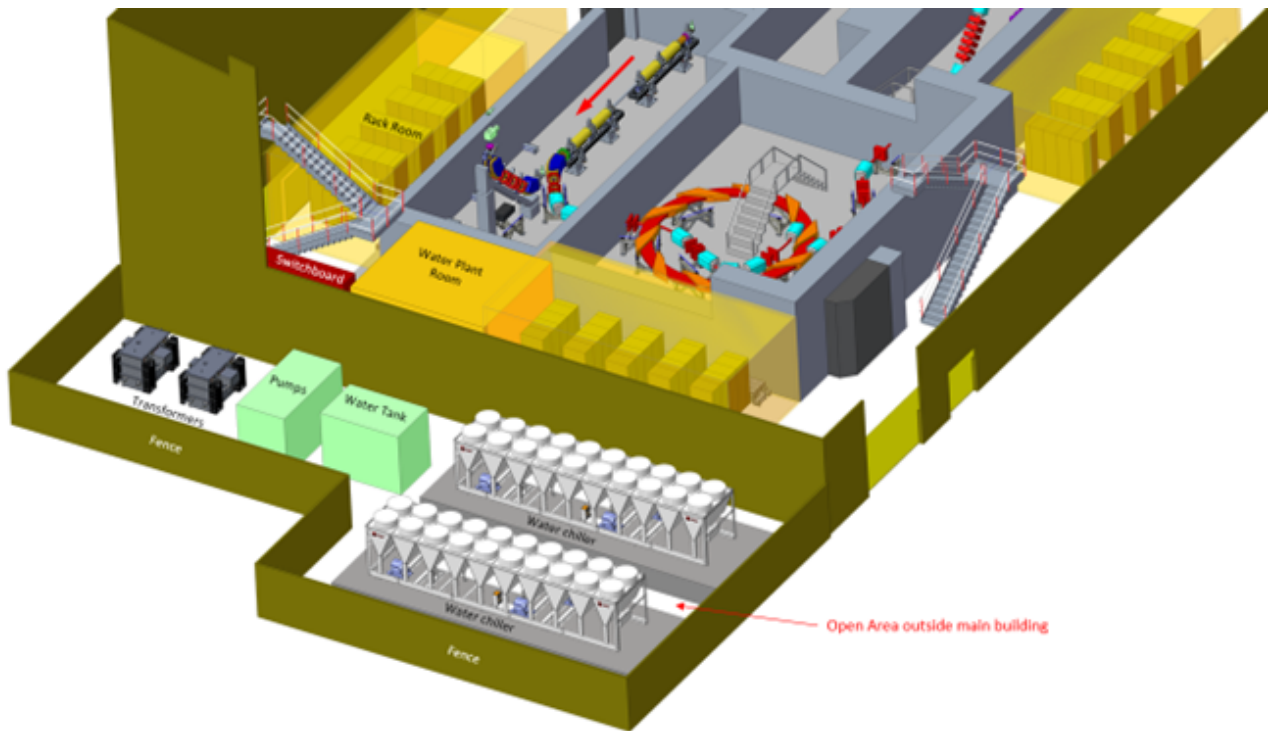 Rack Room
Water Plant
Room
Switchboard
Pumps
Water Tank
Transformers
Fence
Water chiller
Water chiller
Open Area outside main building
Fence